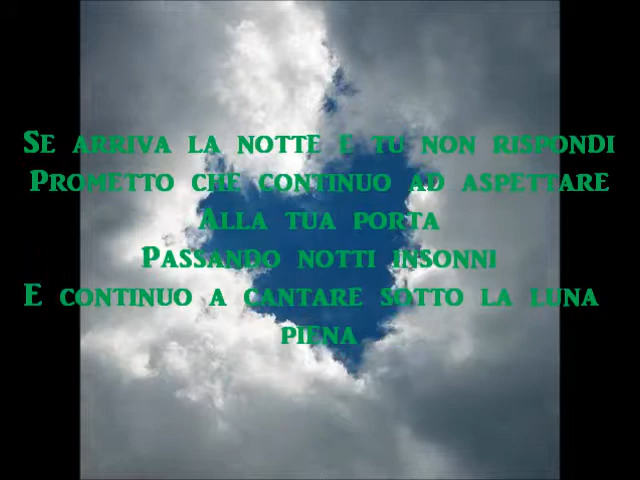 Se arriva la notte e tu non rispondi
Prometto che continuo ad aspettare
Alla tua porta
Passando notti insonni
E continuo a cantare sotto la luna
piena